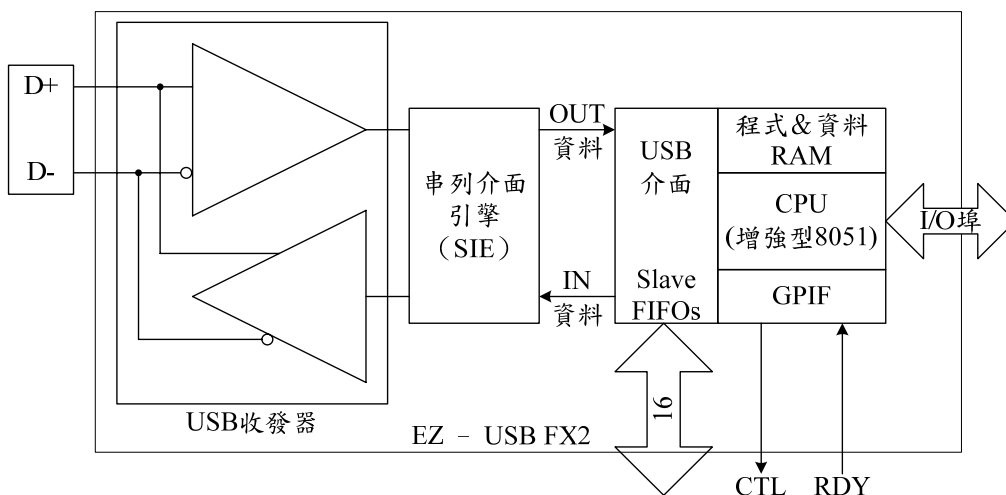 D+
D-
USB收發器
串列介面
引擎
（SIE）
OUT
資料
IN
資料
USB
介面
Slave
FIFOs
程式&資料
RAM
CPU
(增強型8051)
GPIF
I/O埠
16
EZ – USB FX2
CTL
RDY